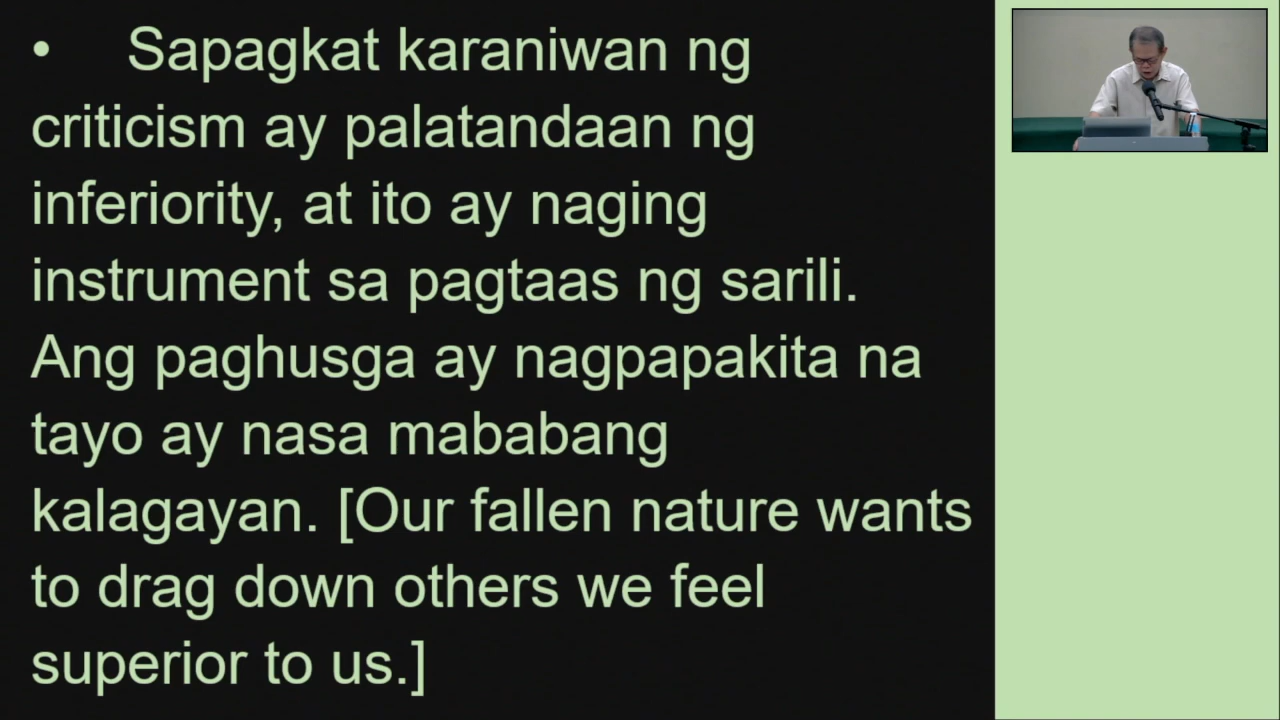 • Sapagkat karaniwan ng
criticism ay palatandaan ng
inferiority, at ito ay naging
instrument sa pagtaas ng sarili.
Ang paghusga ay nagpapakita na
tayo ay nasa mababang
kalagayan. [Our fallen nature wants
to drag down others we feel
superior to us.]